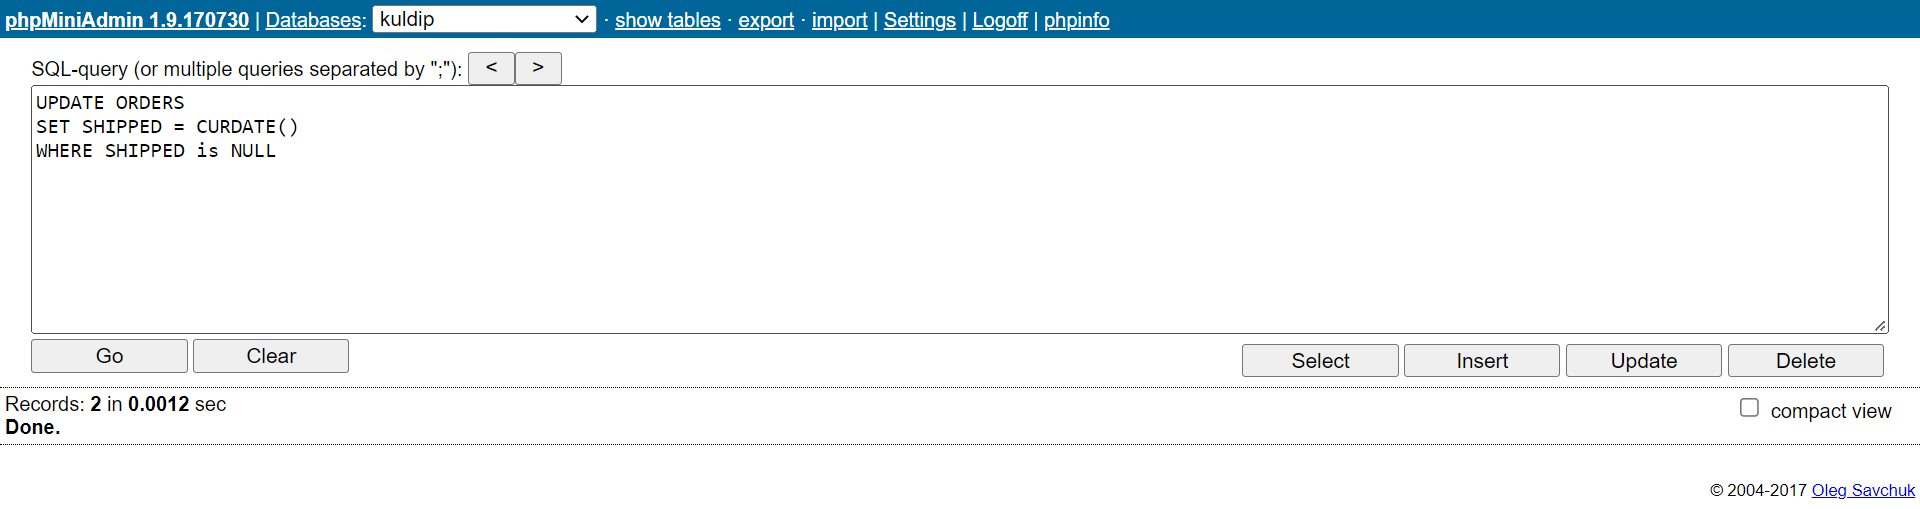 phpMiniAdmin 1.9.170730 | Databases: kuldip · show tables · export · import | Settings | Logoff | phpinfo
SQL-query (or multiple queries separated by ";"): < >
UPDATE ORDERS
SET SHIPPED = CURDATE()
WHERE SHIPPED is NULL
Go Clear Select Insert Update Delete
Records: 2 in 0.0012 sec compact view
Done.
© 2004-2017 Oleg Savchuk